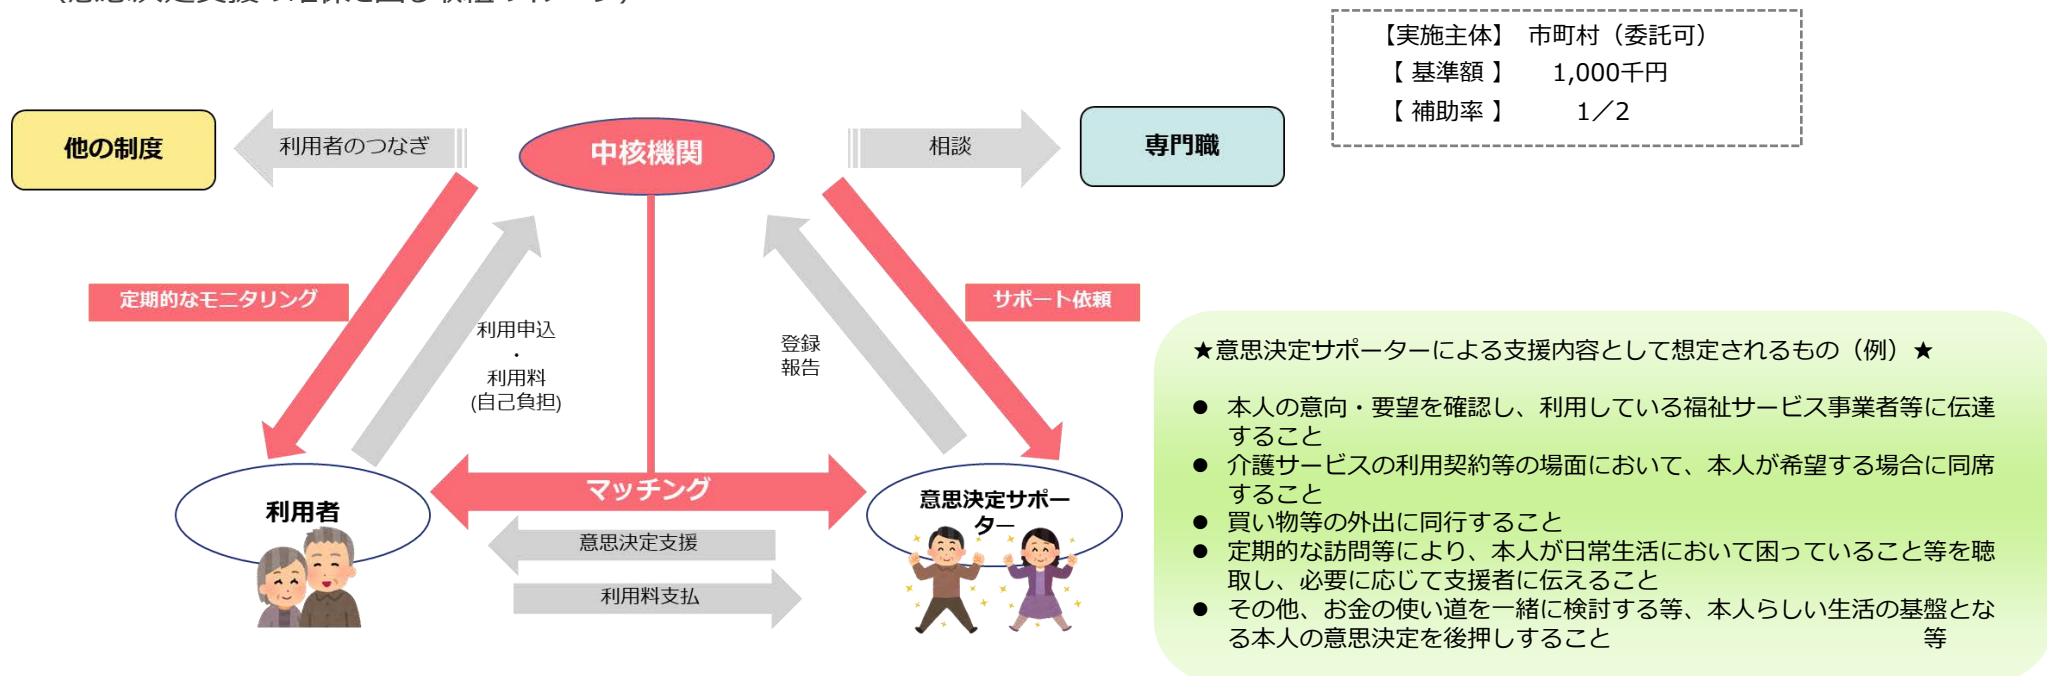 【実施主体】 市町村（委託可）
【 基準額 】 1,000千円
【 補助率 】 1／2
他の制度
利用者のつなぎ
中核機関
相談
専門職
定期的なモニタリング
サポート依頼
利用申込
・
利用料
(自己負担)
登録
報告
マッチング
利用者
意思決定サポー
ター
意思決定支援
利用料支払
★意思決定サポーターによる支援内容として想定されるもの（例）★
● 本人の意向・要望を確認し、利用している福祉サービス事業者等に伝達
すること
● 介護サービスの利用契約等の場面において、本人が希望する場合に同席
すること
● 買い物等の外出に同行すること
● 定期的な訪問等により、本人が日常生活において困っていること等を聴
取し、必要に応じて支援者に伝えること
● その他、お金の使い道を一緒に検討する等、本人らしい生活の基盤とな
る本人の意思決定を後押しすること 等